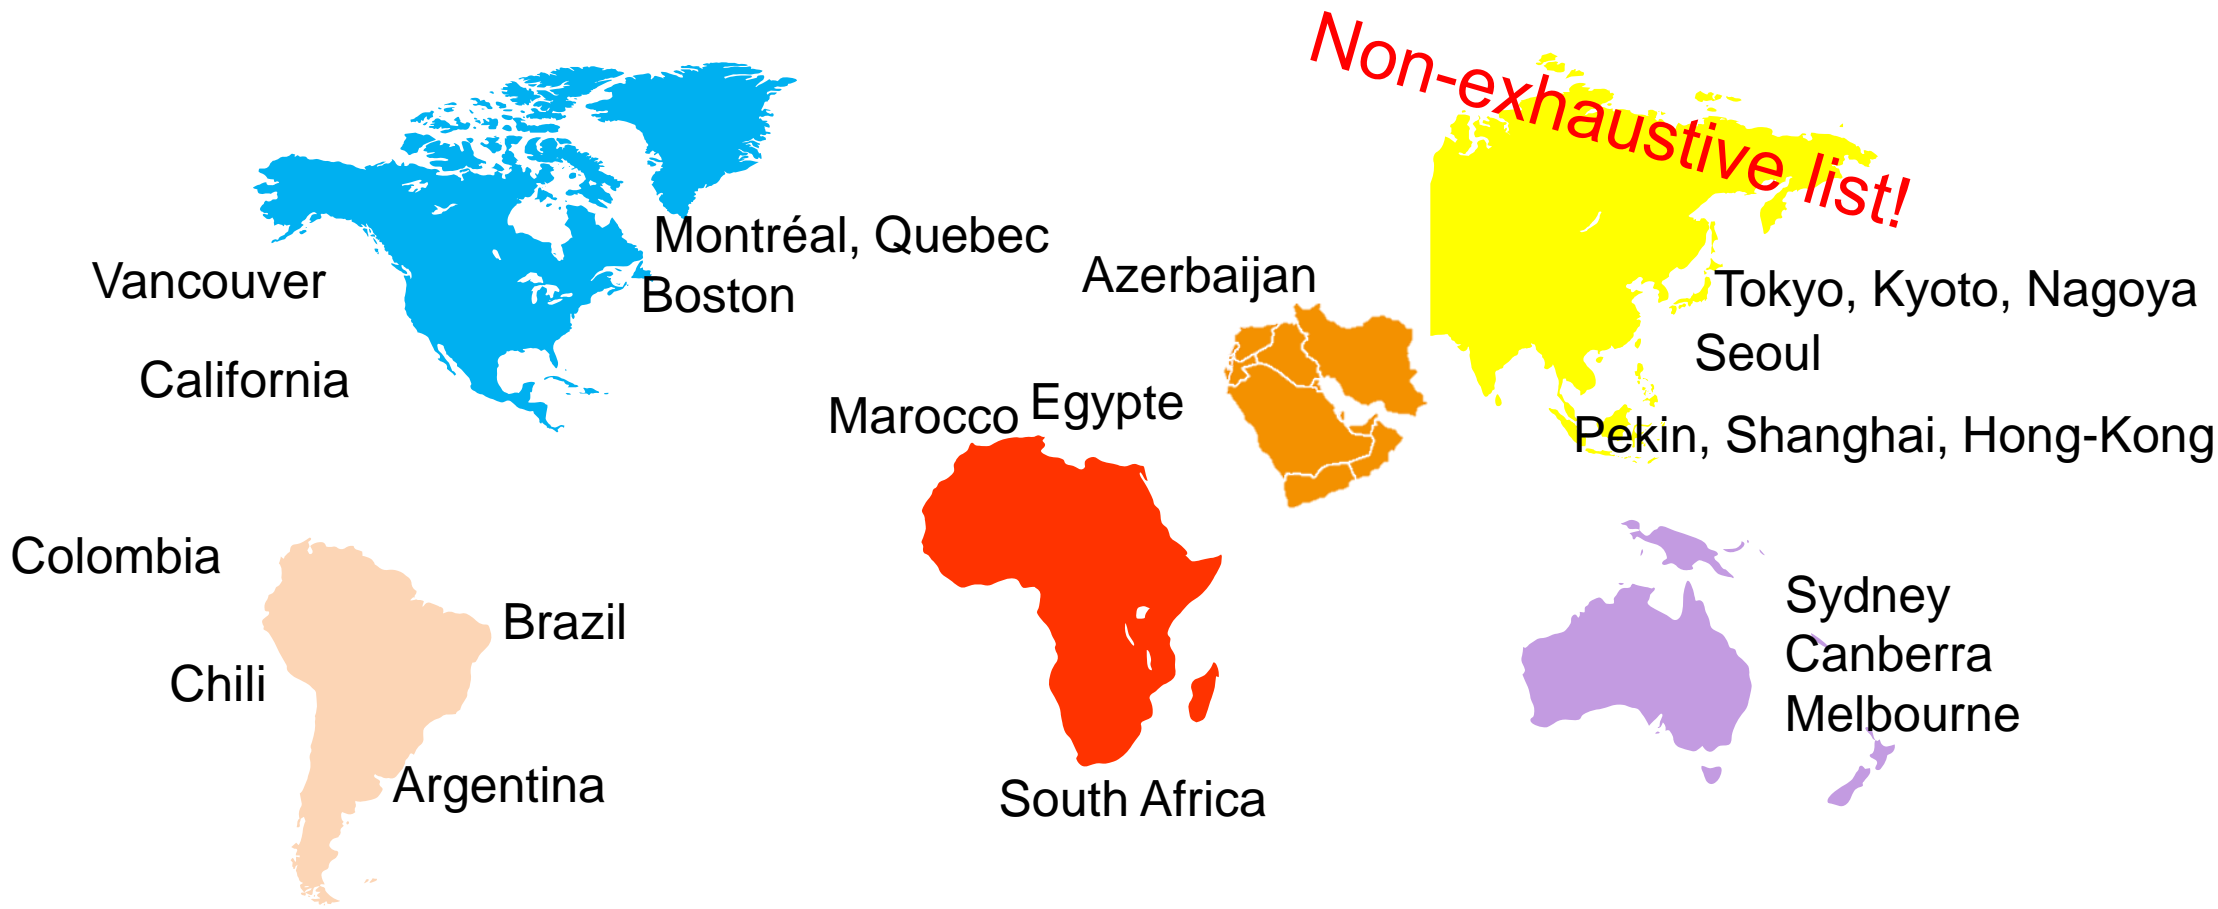 Non-exhaustive list!
Montréal, Quebec
Vancouver
Boston
California
Azerbaijan
Tokyo, Kyoto, Nagoya
Seoul
Marocco
Egypte
Pekin, Shanghai, Hong-Kong
Colombia
Brazil
Chili
Argentina
South Africa
Sydney
Canberra
Melbourne